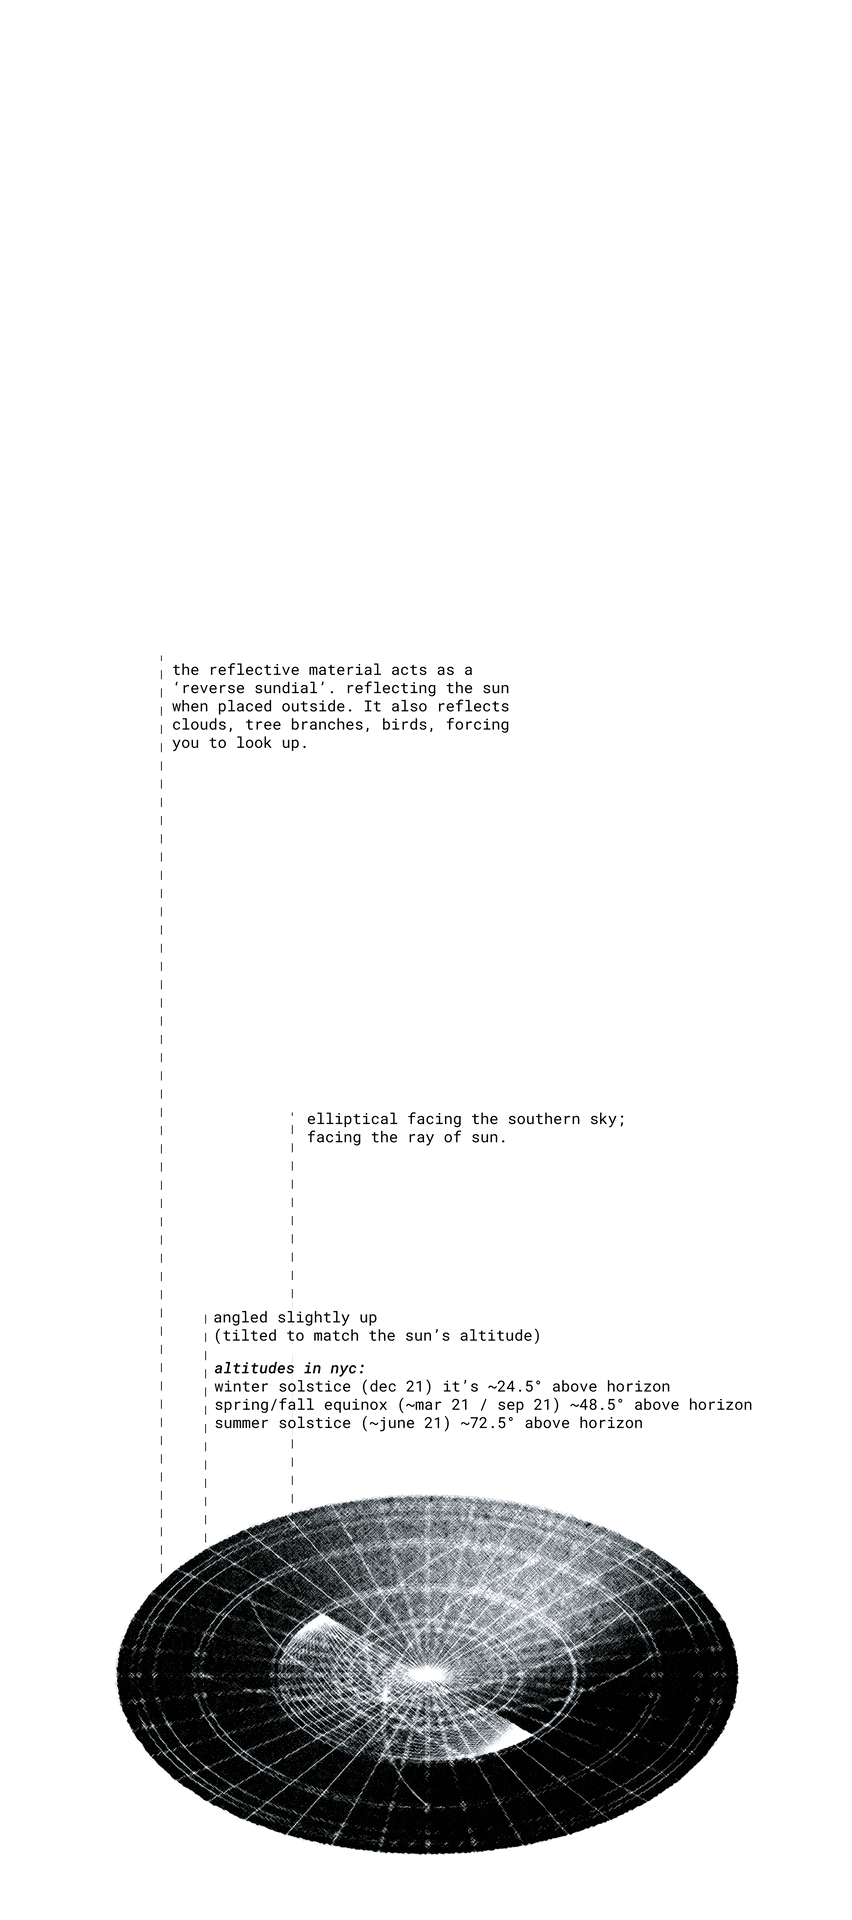 the reflective material acts as a
‘reverse sundial’. reflecting the sun
when placed outside. It also reflects
clouds, tree branches, birds, forcing
you to look up.
elliptical facing the southern sky;
facing the ray of sun.
angled slightly up
(tilted to match the sun’s altitude)
altitudes in nyc:
winter solstice (dec 21) it’s ~24.5° above horizon
spring/fall equinox (~mar 21 / sep 21) ~48.5° above horizon
summer solstice (~june 21) ~72.5° above horizon